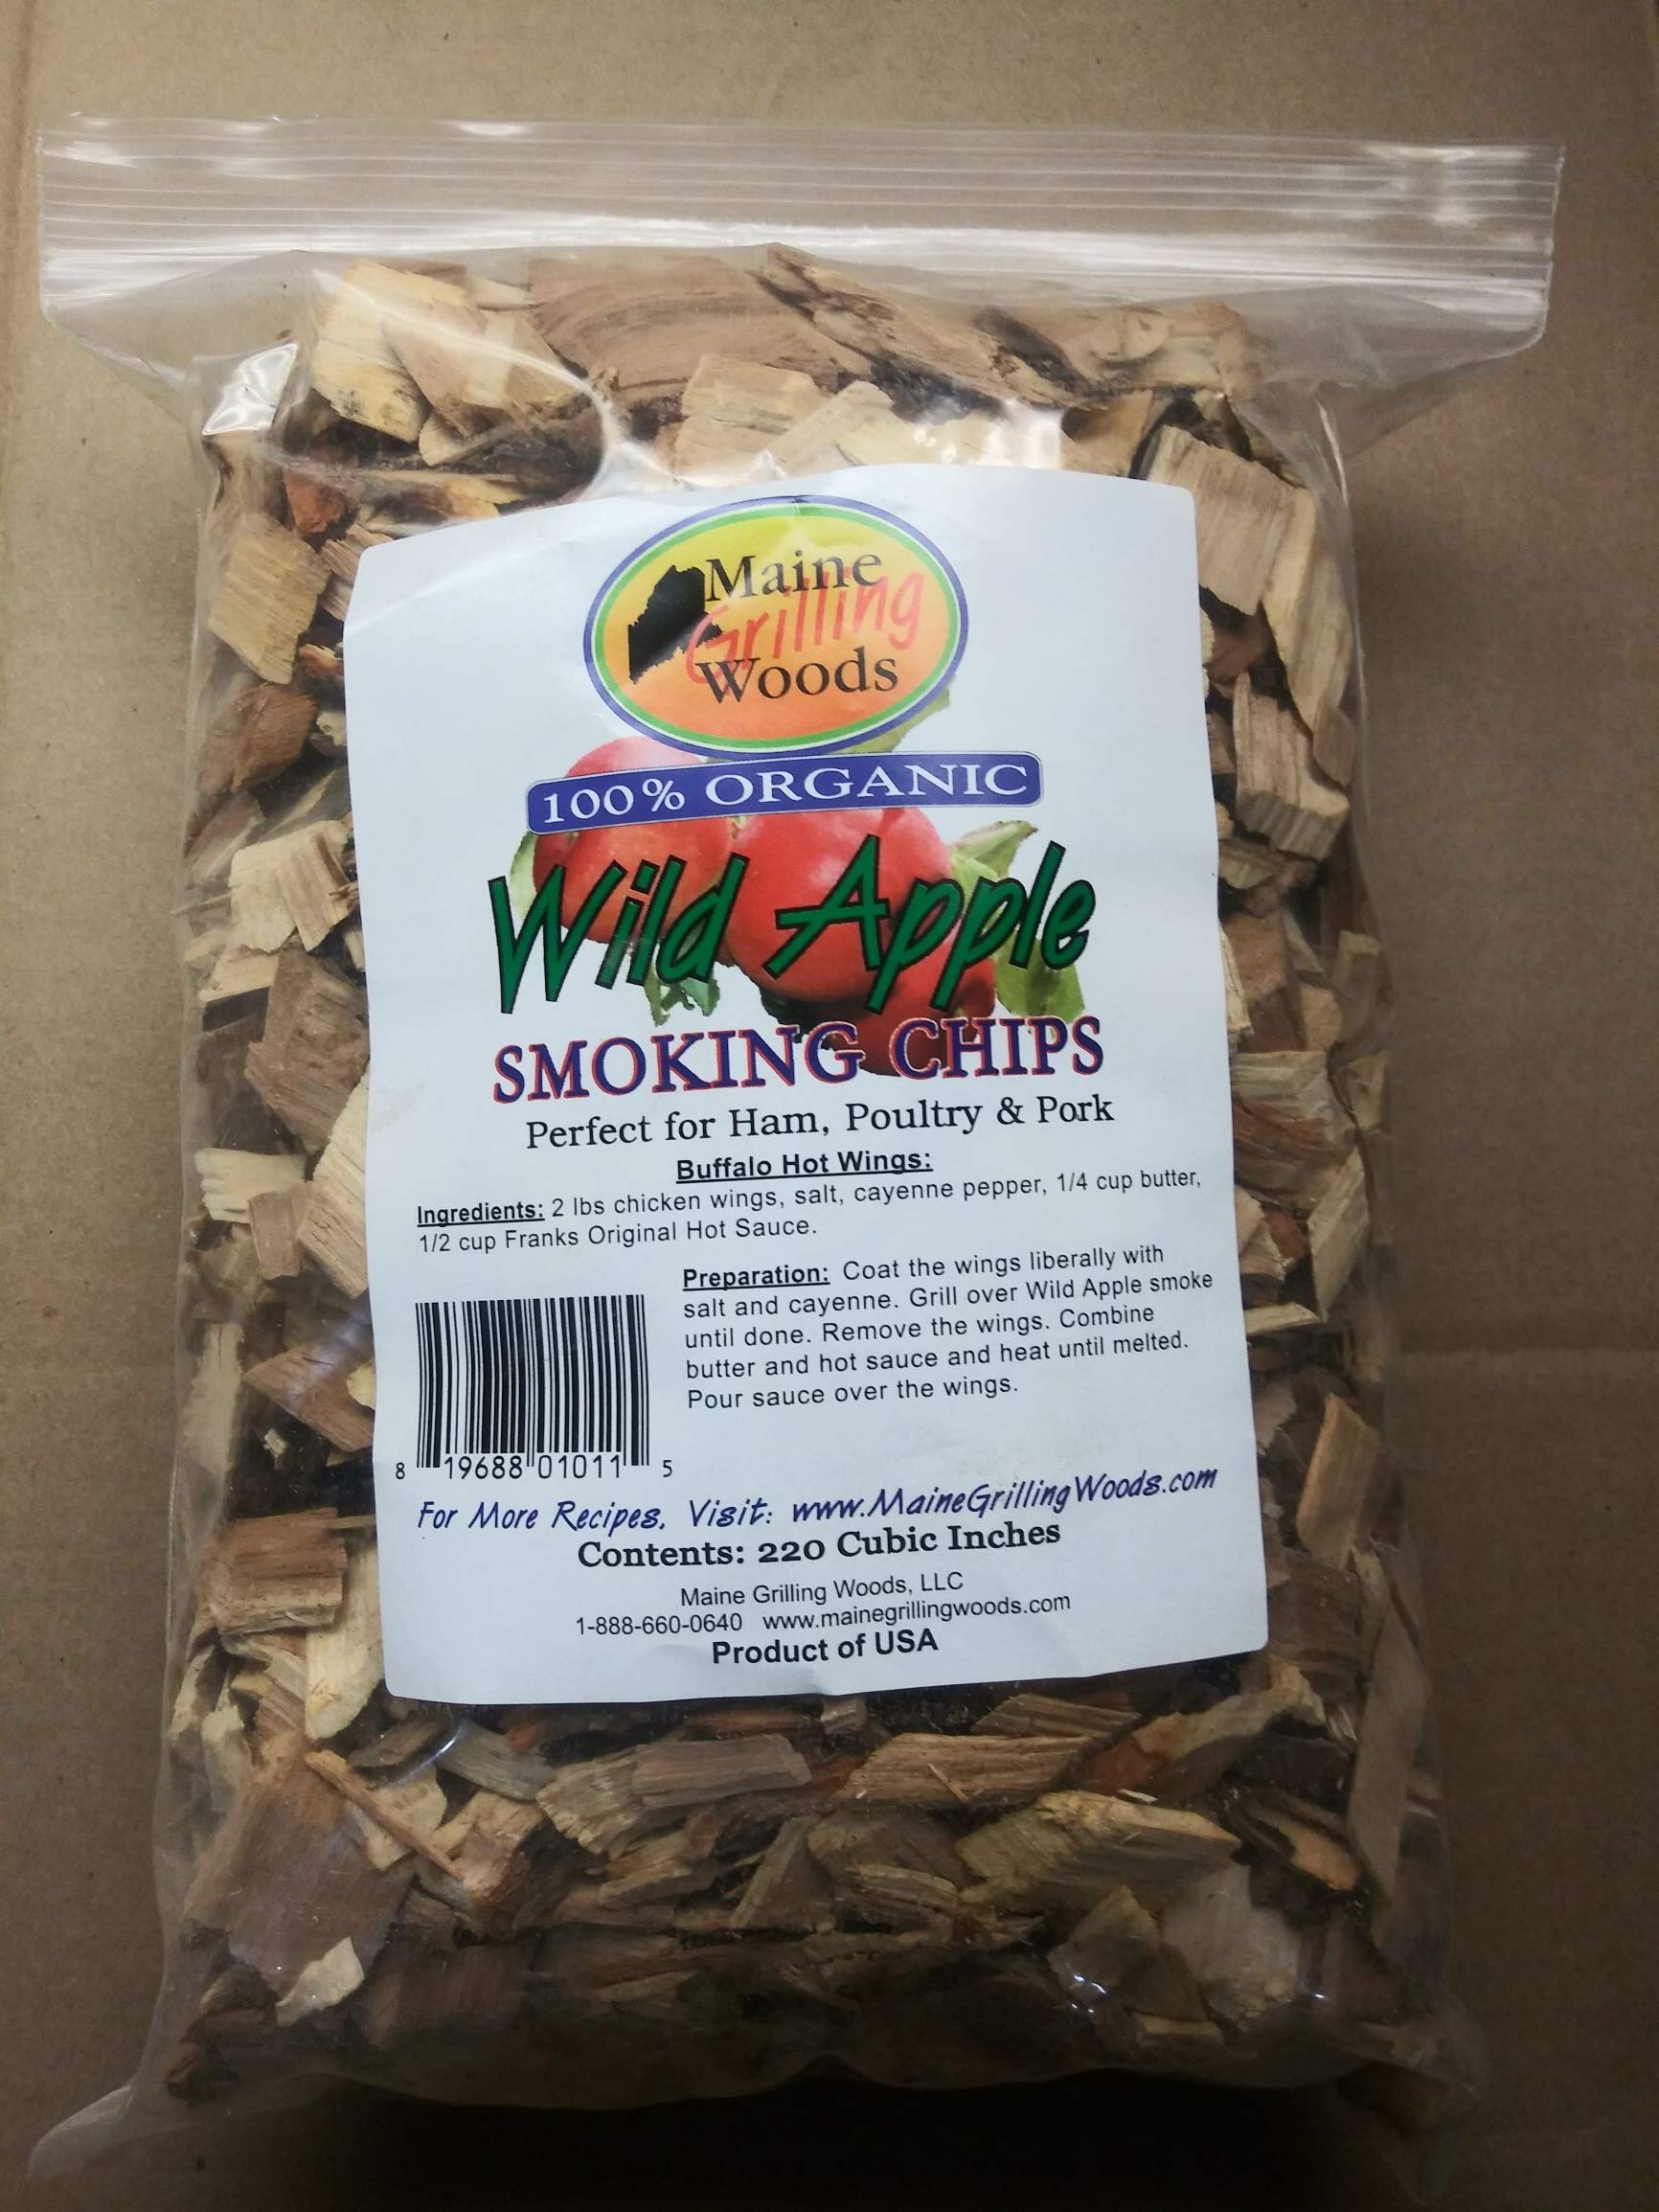 Maine
Grilling
Woods
100% ORGANIC
Wild Apple
SMOKING CHIPS
Perfect for Ham, Poultry & Pork
Buffalo Hot Wings:
Ingredients: 2 lbs chicken wings, salt, cayenne pepper, 1/4 cup butter,
1/2 cup Franks Original Hot Sauce.
Preparation: Coat the wings liberally with
salt and cayenne. Grill over Wild Apple smoke
until done. Remove the wings. Combine
butter and hot sauce and heat until melted.
Pour sauce over the wings.
8 19688 01011 5
For More Recipes, Visit: www.MaineGrillingWoods.com
Contents: 220 Cubic Inches
Maine Grilling Woods, LLC
1-888-660-0640 www.mainegrillingwoods.com
Product of USA